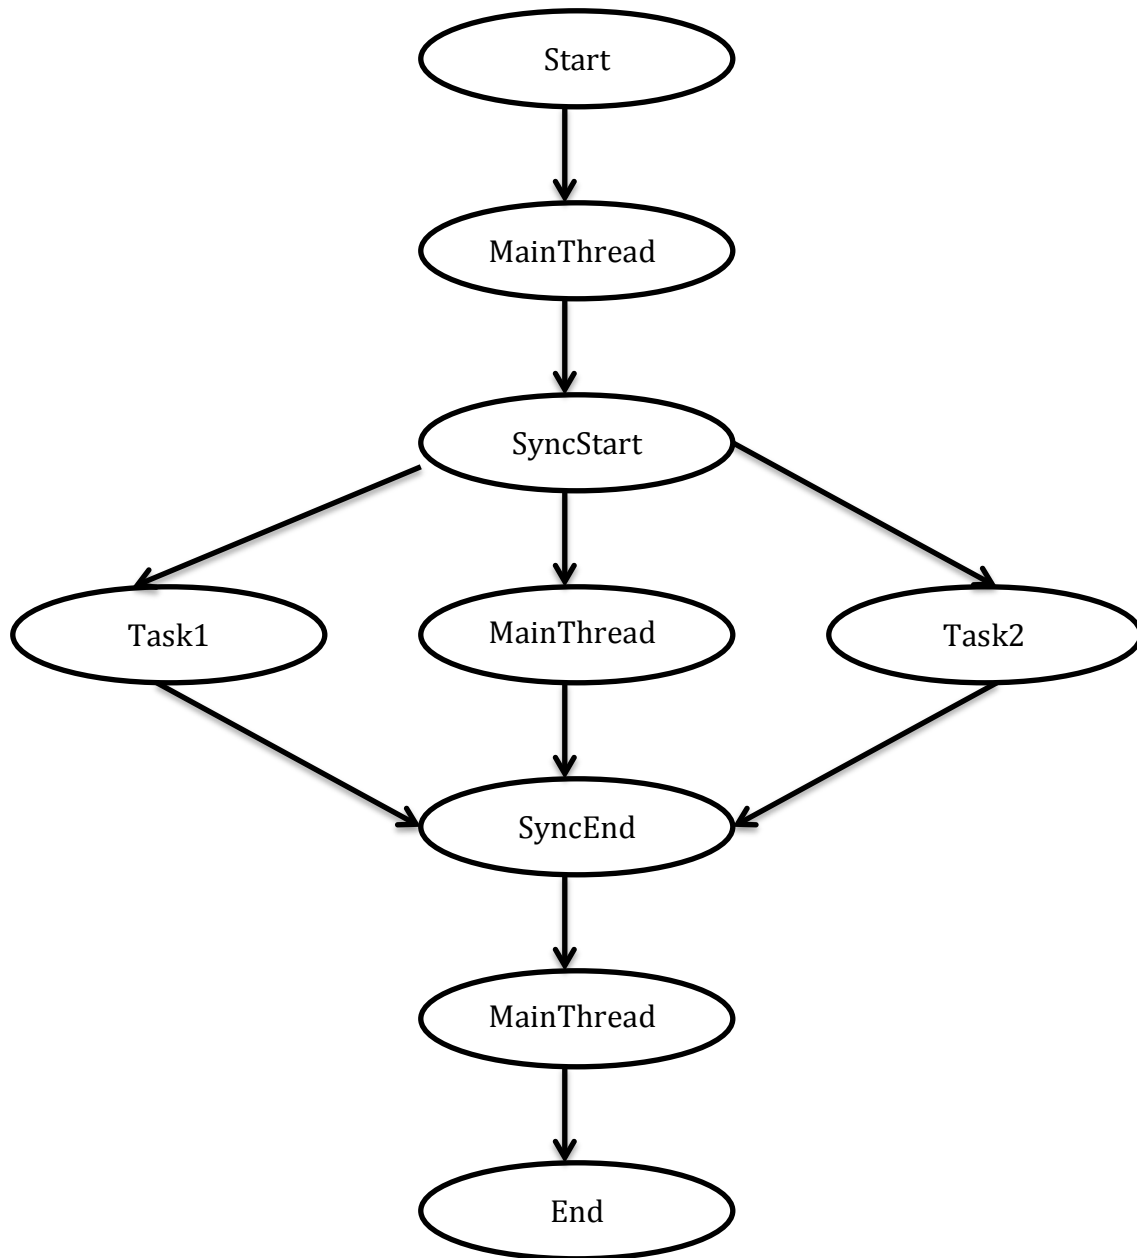 Start
MainThread
SyncStart
Task1
MainThread
Task2
SyncEnd
MainThread
End